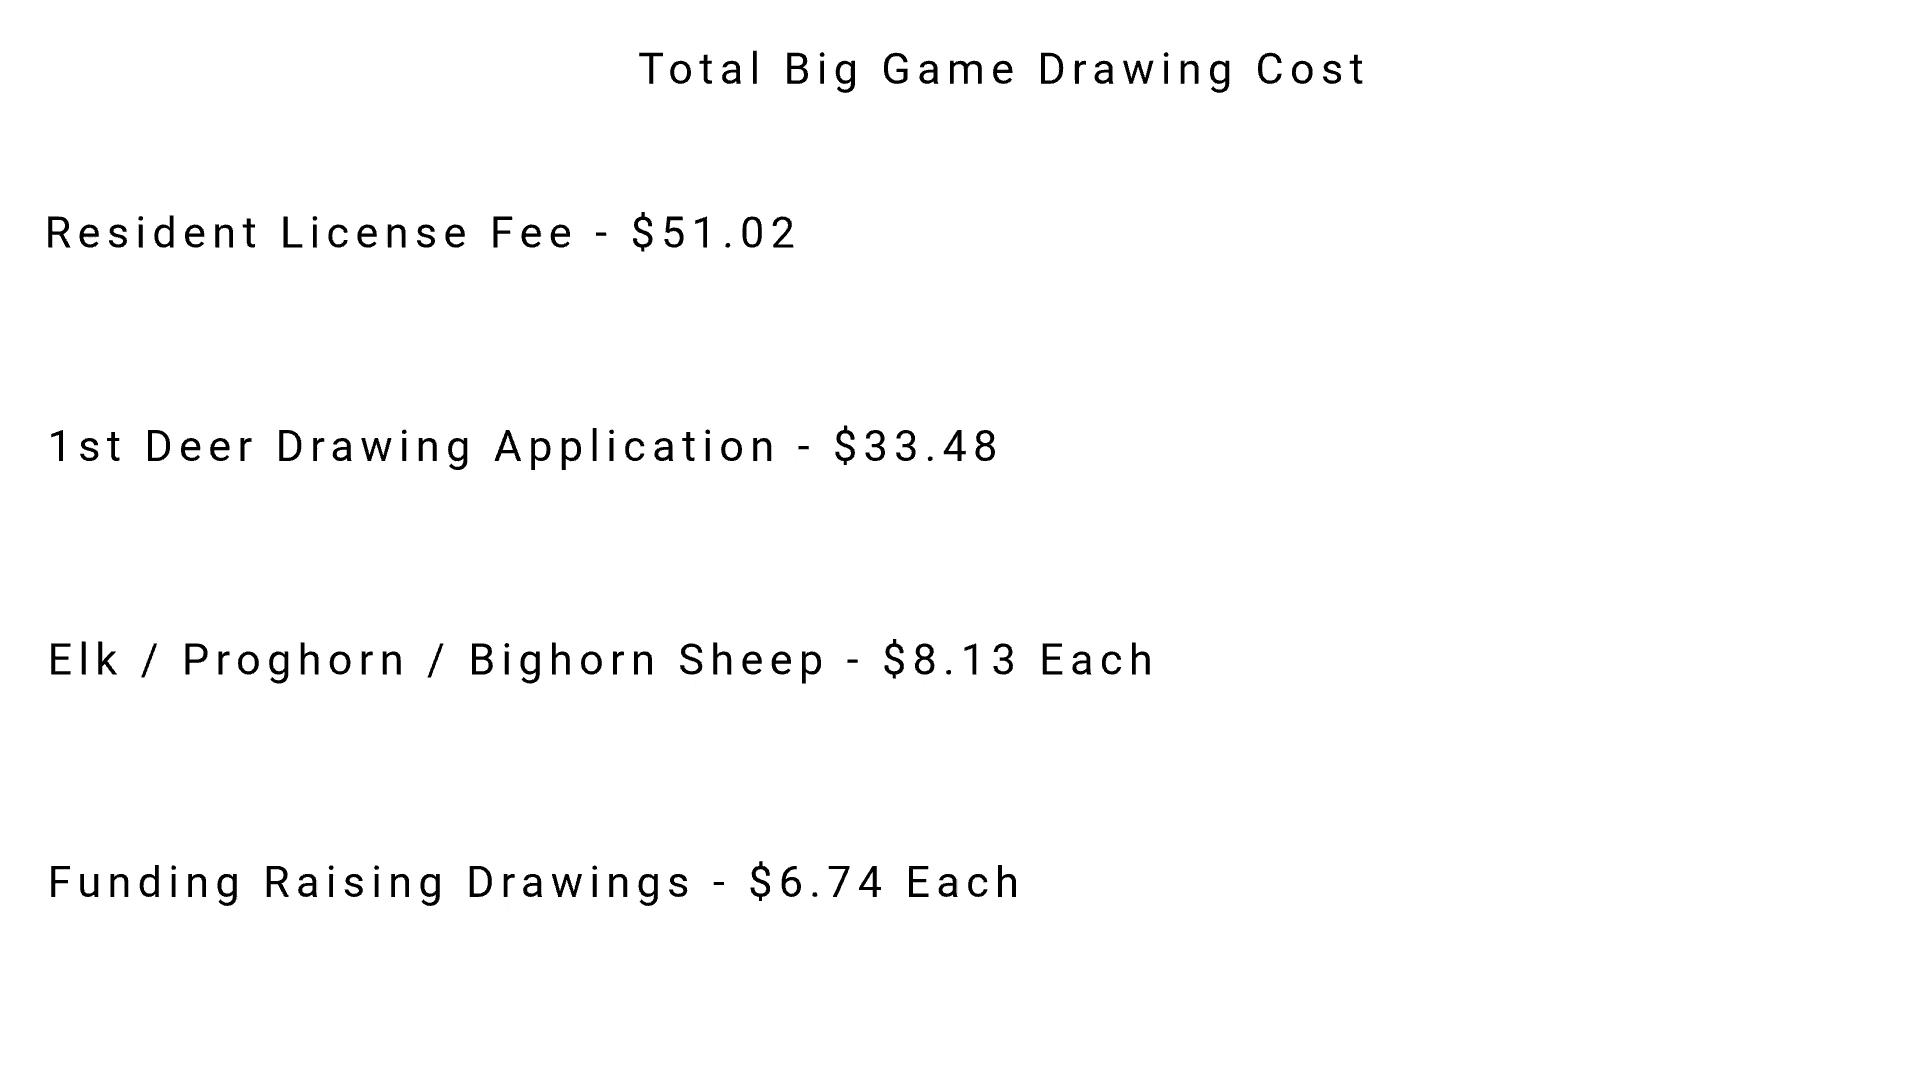 Total Big Game Drawing Cost
Resident License Fee - $51.02
1st Deer Drawing Application - $33.48
Elk / Proghorn / Bighorn Sheep - $8.13 Each
Funding Raising Drawings - $6.74 Each